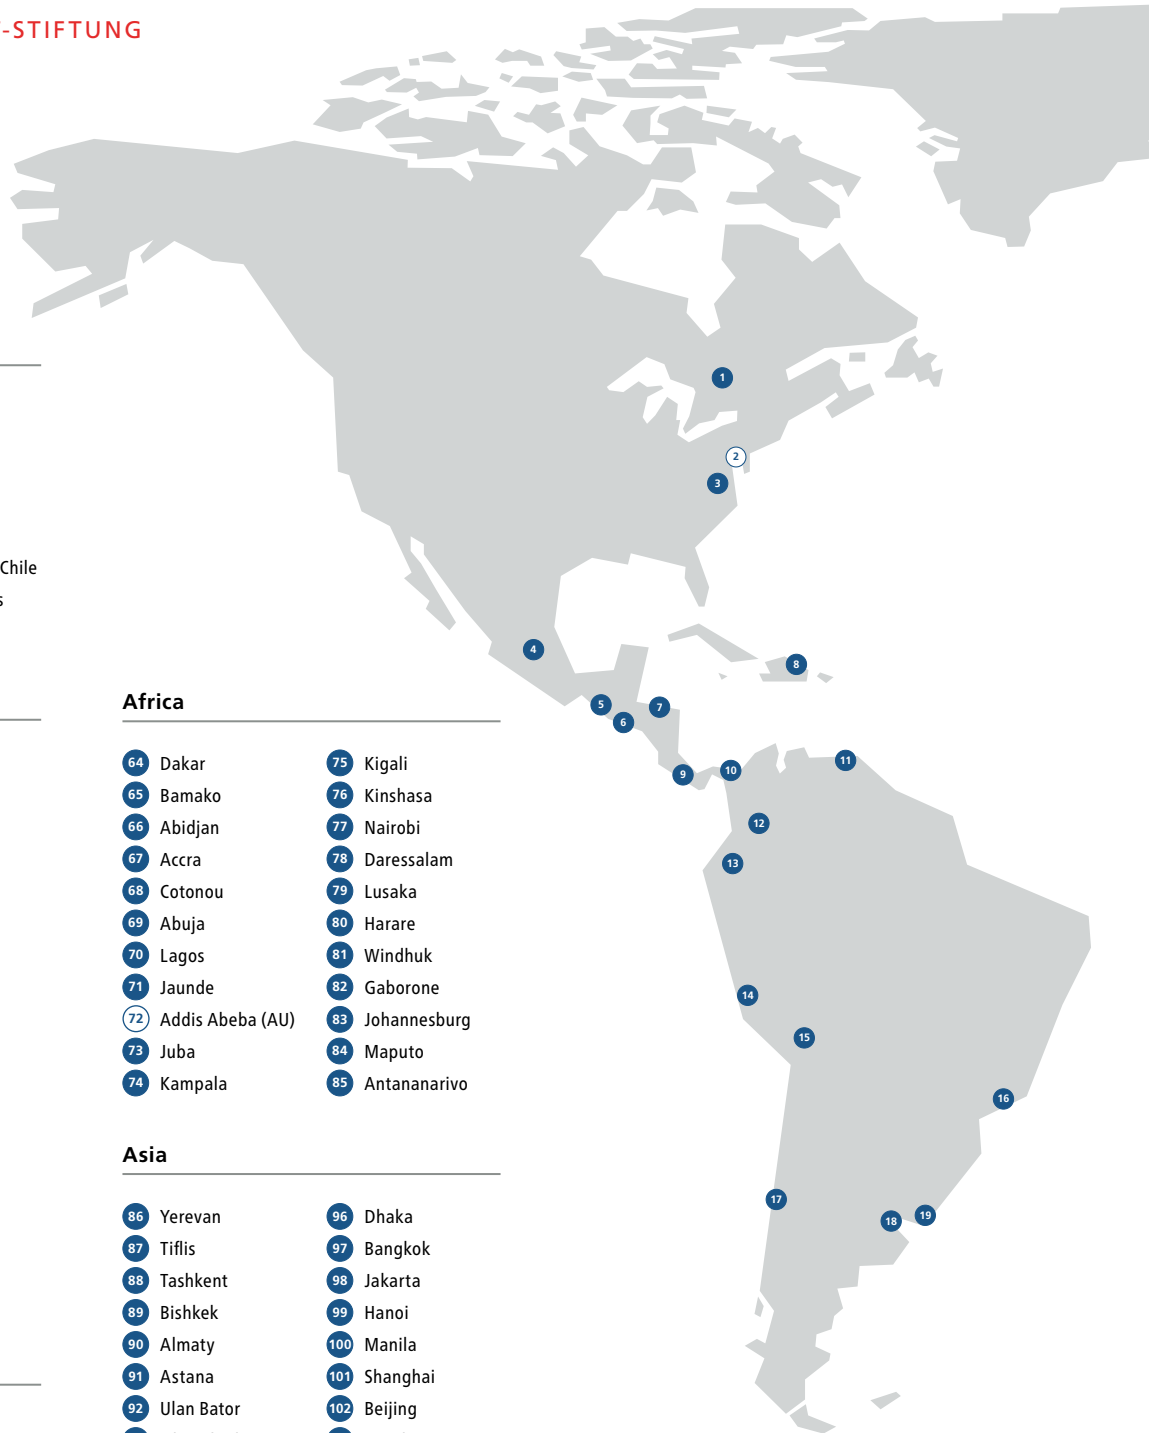 -STIFTUNG
Chile
s
Africa
64 Dakar
65 Bamako
66 Abidjan
67 Accra
68 Cotonou
69 Abuja
70 Lagos
71 Jaunde
72 Addis Abeba (AU)
73 Juba
74 Kampala
75 Kigali
76 Kinshasa
77 Nairobi
78 Daressalam
79 Lusaka
80 Harare
81 Windhuk
82 Gaborone
83 Johannesburg
84 Maputo
85 Antananarivo
Asia
86 Yerevan
87 Tiflis
88 Tashkent
89 Bishkek
90 Almaty
91 Astana
92 Ulan Bator
96 Dhaka
97 Bangkok
98 Jakarta
99 Hanoi
100 Manila
101 Shanghai
102 Beijing
1
2
3
4
5
6
7
8
9
10
11
12
13
14
15
16
17
18
19